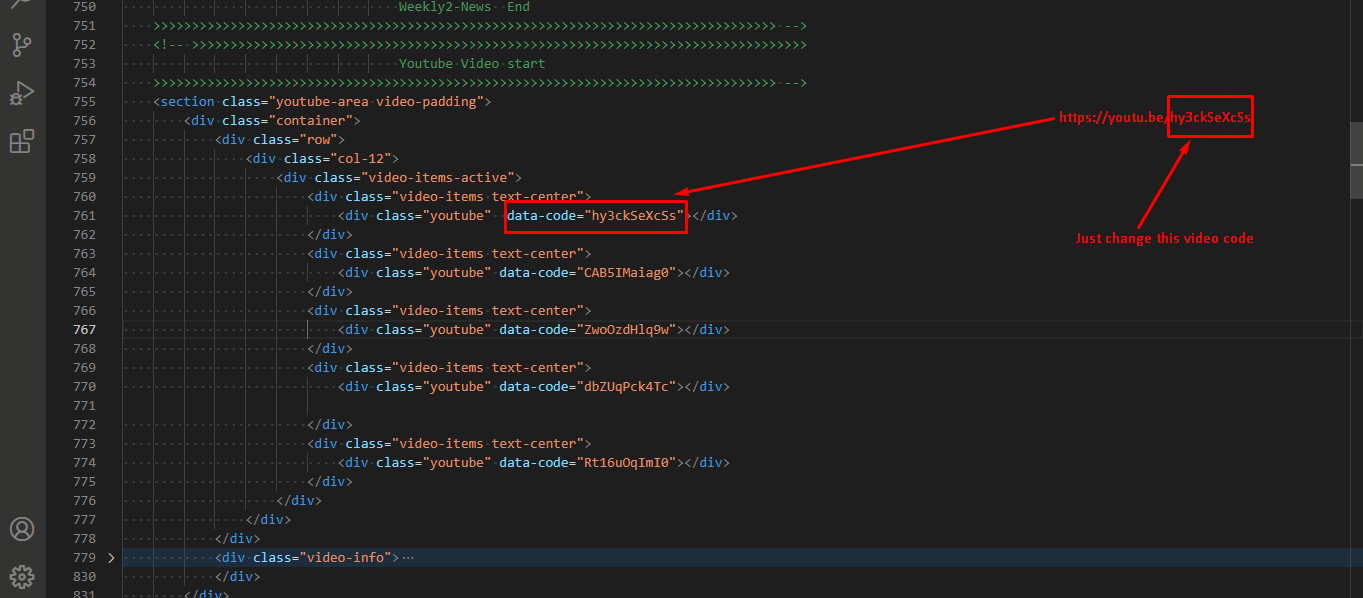 750 Weekly2-News End
751 >>>>>>>>>>>>>>>>>>>>>>>>>>>>>>>>>>>>>>>>>>>>>>>>>>>>>>>>>>>>>>>>>>>>>>>>>>>>>>>>> -->
752 <!-- >>>>>>>>>>>>>>>>>>>>>>>>>>>>>>>>>>>>>>>>>>>>>>>>>>>>>>>>>>>>>>>>>>>>>>>>>>>>>>>>
753 Youtube Video start
754 >>>>>>>>>>>>>>>>>>>>>>>>>>>>>>>>>>>>>>>>>>>>>>>>>>>>>>>>>>>>>>>>>>>>>>>>>>>>>>>>> -->
755 <section class="youtube-area video-padding">
756 <div class="container">
https://youtu.be/hy3ckSeXcSs
757 <div class="row">
758 <div class="col-12">
759 <div class="video-items-active">
760 <div class="video-items text-center">
761 <div class="youtube" data-code="hy3ckSeXcSs"></div>
762 </div>
Just change this video code
763 <div class="video-items text-center">
764 <div class="youtube" data-code="CAB5IMaiag0"></div>
765 </div>
766 <div class="video-items text-center">
767 <div class="youtube" data-code="ZwoOzdHlq9w"></div>
768 </div>
769 <div class="video-items text-center">
770 <div class="youtube" data-code="dbZUqPck4Tc"></div>
771
772 </div>
773 <div class="video-items text-center">
774 <div class="youtube" data-code="Rt16uOqImI0"></div>
775 </div>
776 </div>
777 </div>
778 </div>
779 <div class="video-info">…
830 </div>
831 </div>